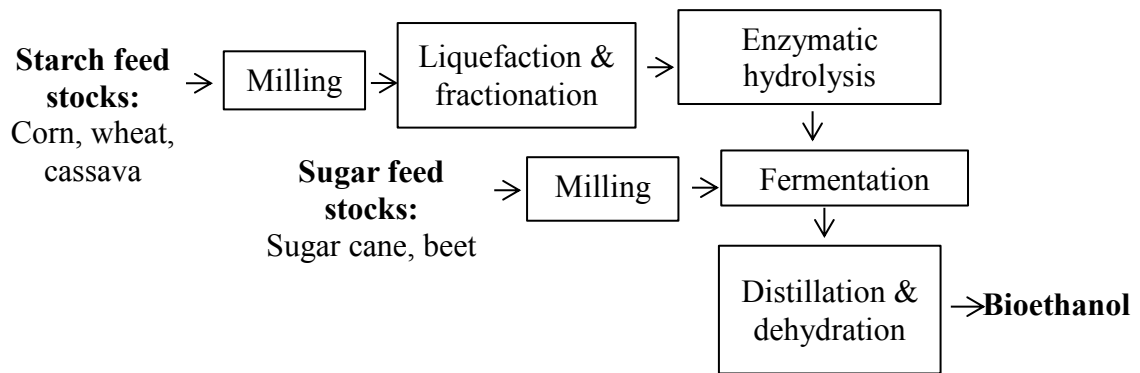 Starch feed
stocks:
Corn, wheat,
cassava
Milling
Liquefaction &
fractionation
Enzymatic
hydrolysis
Sugar feed
stocks:
Sugar cane, beet
Milling
Fermentation
Distillation &
dehydration
Bioethanol